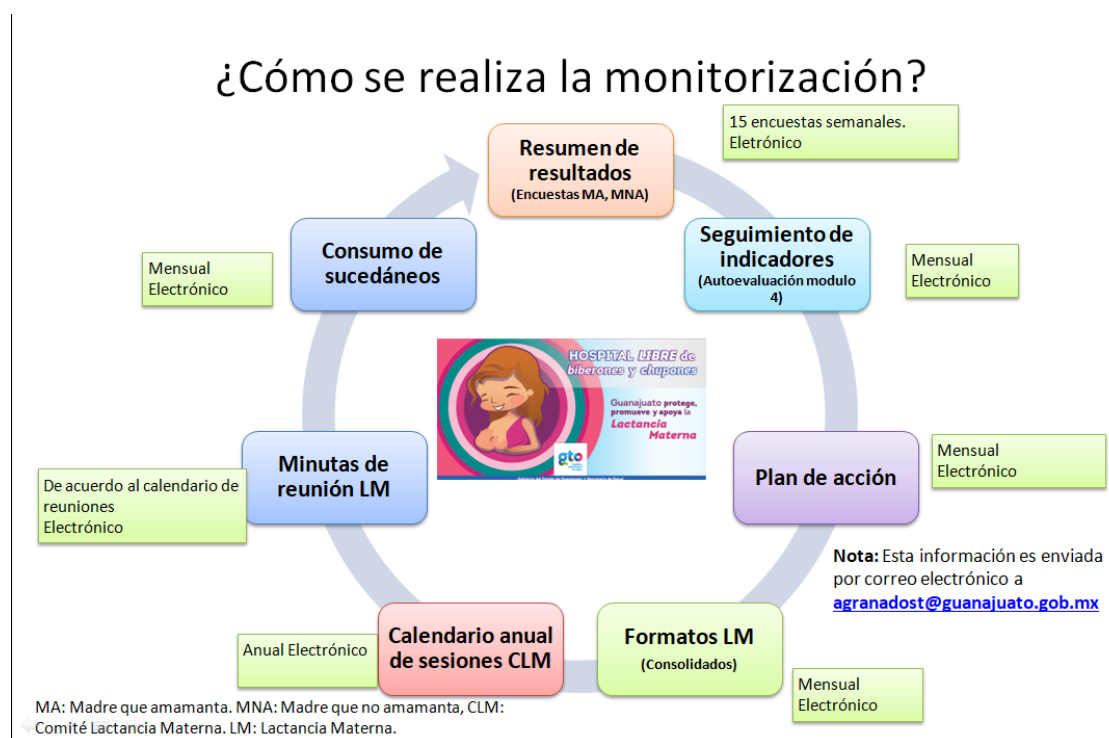 ¿Cómo se realiza la monitorización?
Resumen de
resultados
(Encuestas MA, MNA)
15 encuestas semanales.
Eletrónico
Seguimiento de
indicadores
(Autoevaluación modulo
4)
Mensual
Electrónico
Plan de acción
Mensual
Electrónico
Nota: Esta información es enviada
por correo electrónico a
agranadost@guanajuato.gob.mx
Formatos LM
(Consolidados)
Mensual
Electrónico
Calendario anual
de sesiones CLM
Anual Electrónico
Minutas de
reunión LM
De acuerdo al calendario de
reuniones
Electrónico
Consumo de
sucedáneos
Mensual
Electrónico
HOSPITAL LIBRE de
biberones y chupones
Guanajuato protege,
promueve y apoya la
Lactancia
Materna
gto
MA: Madre que amamanta. MNA: Madre que no amamanta, CLM:
Comité Lactancia Materna. LM: Lactancia Materna.